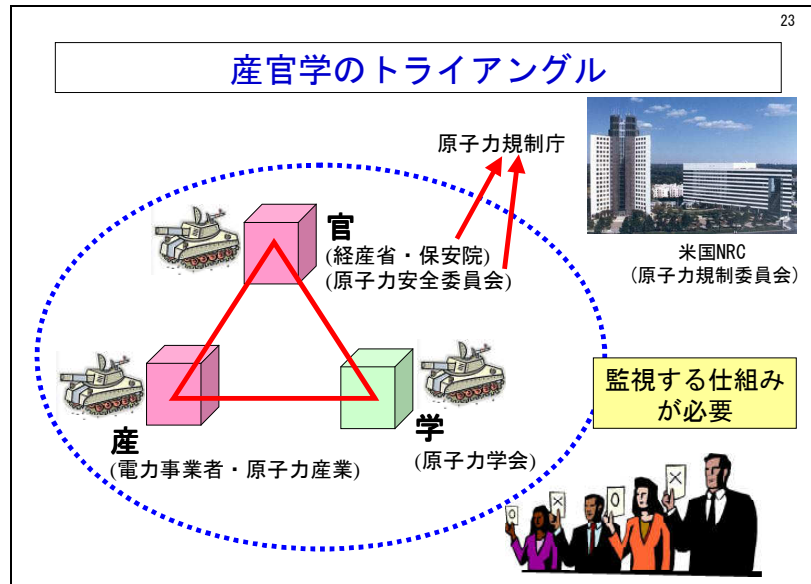 23
産官学のトライアングル
原子力規制庁
官
(経産省・保安院)
(原子力安全委員会)
米国NRC
(原子力規制委員会)
産
(電力事業者・原子力産業)
学
(原子力学会)
監視する仕組み
が必要
○
×
○
×